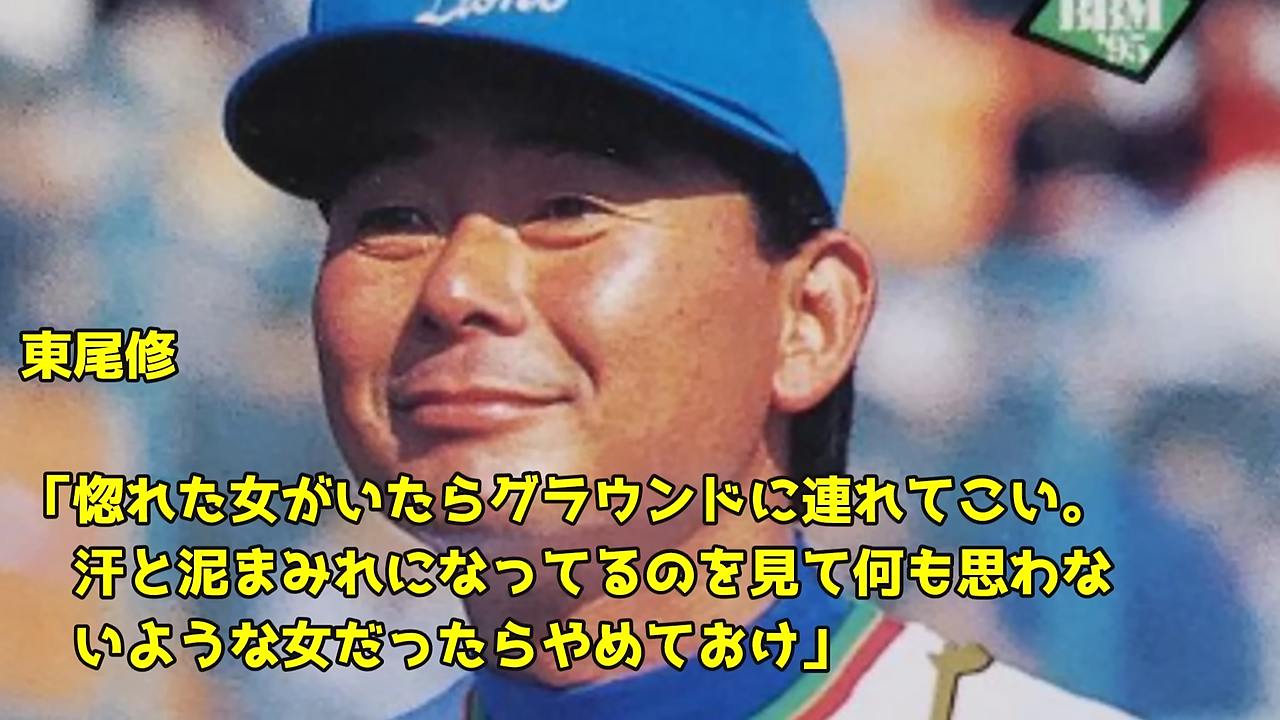 Lions
BBM
'95
東尾修
「惚れた女がいたらグラウンドに連れてこい。
汗と泥まみれになってるのを見て何も思わな
いような女だったらやめておけ」